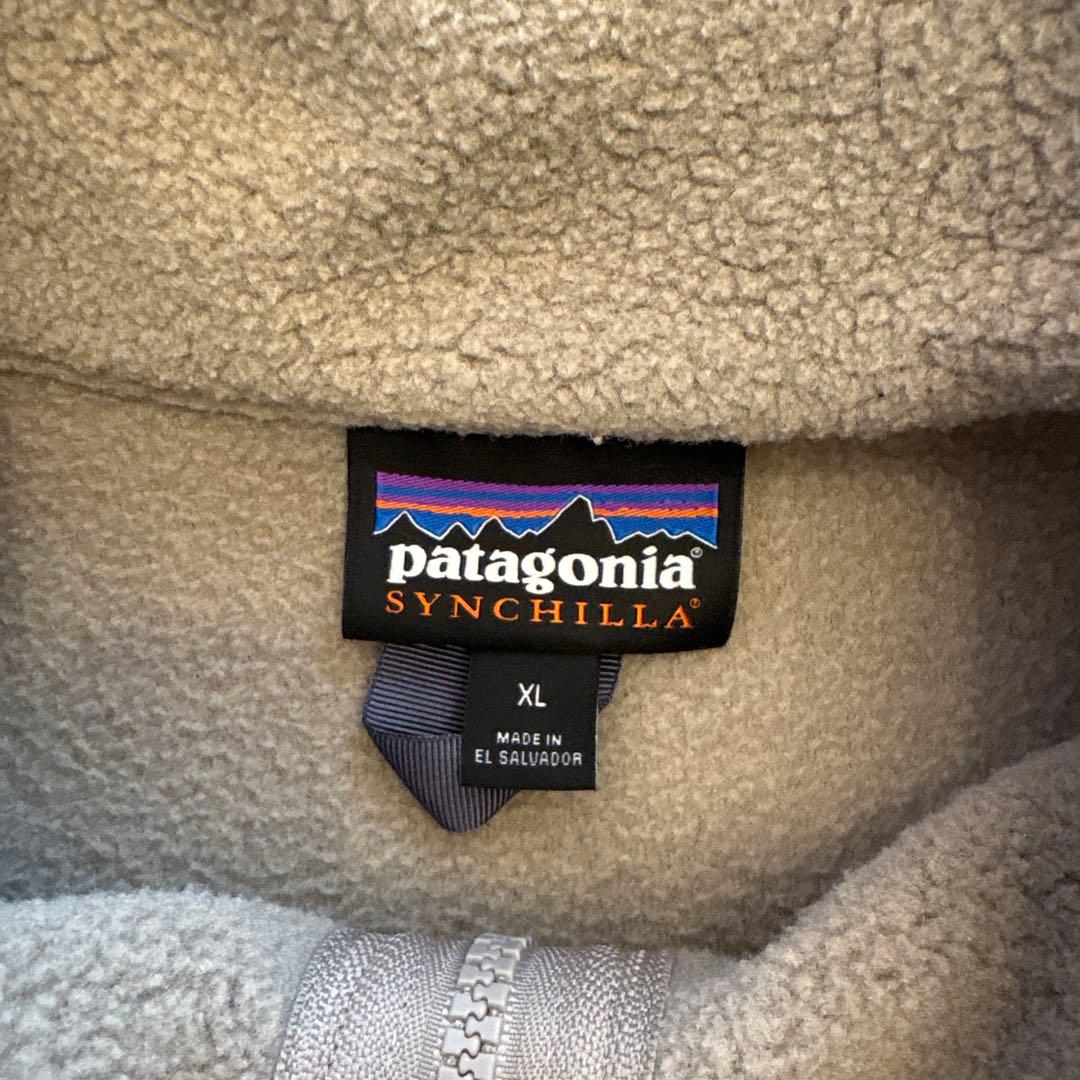 patagonia®
SYNCHILLA®
XL
MADE IN
EL SALVADOR